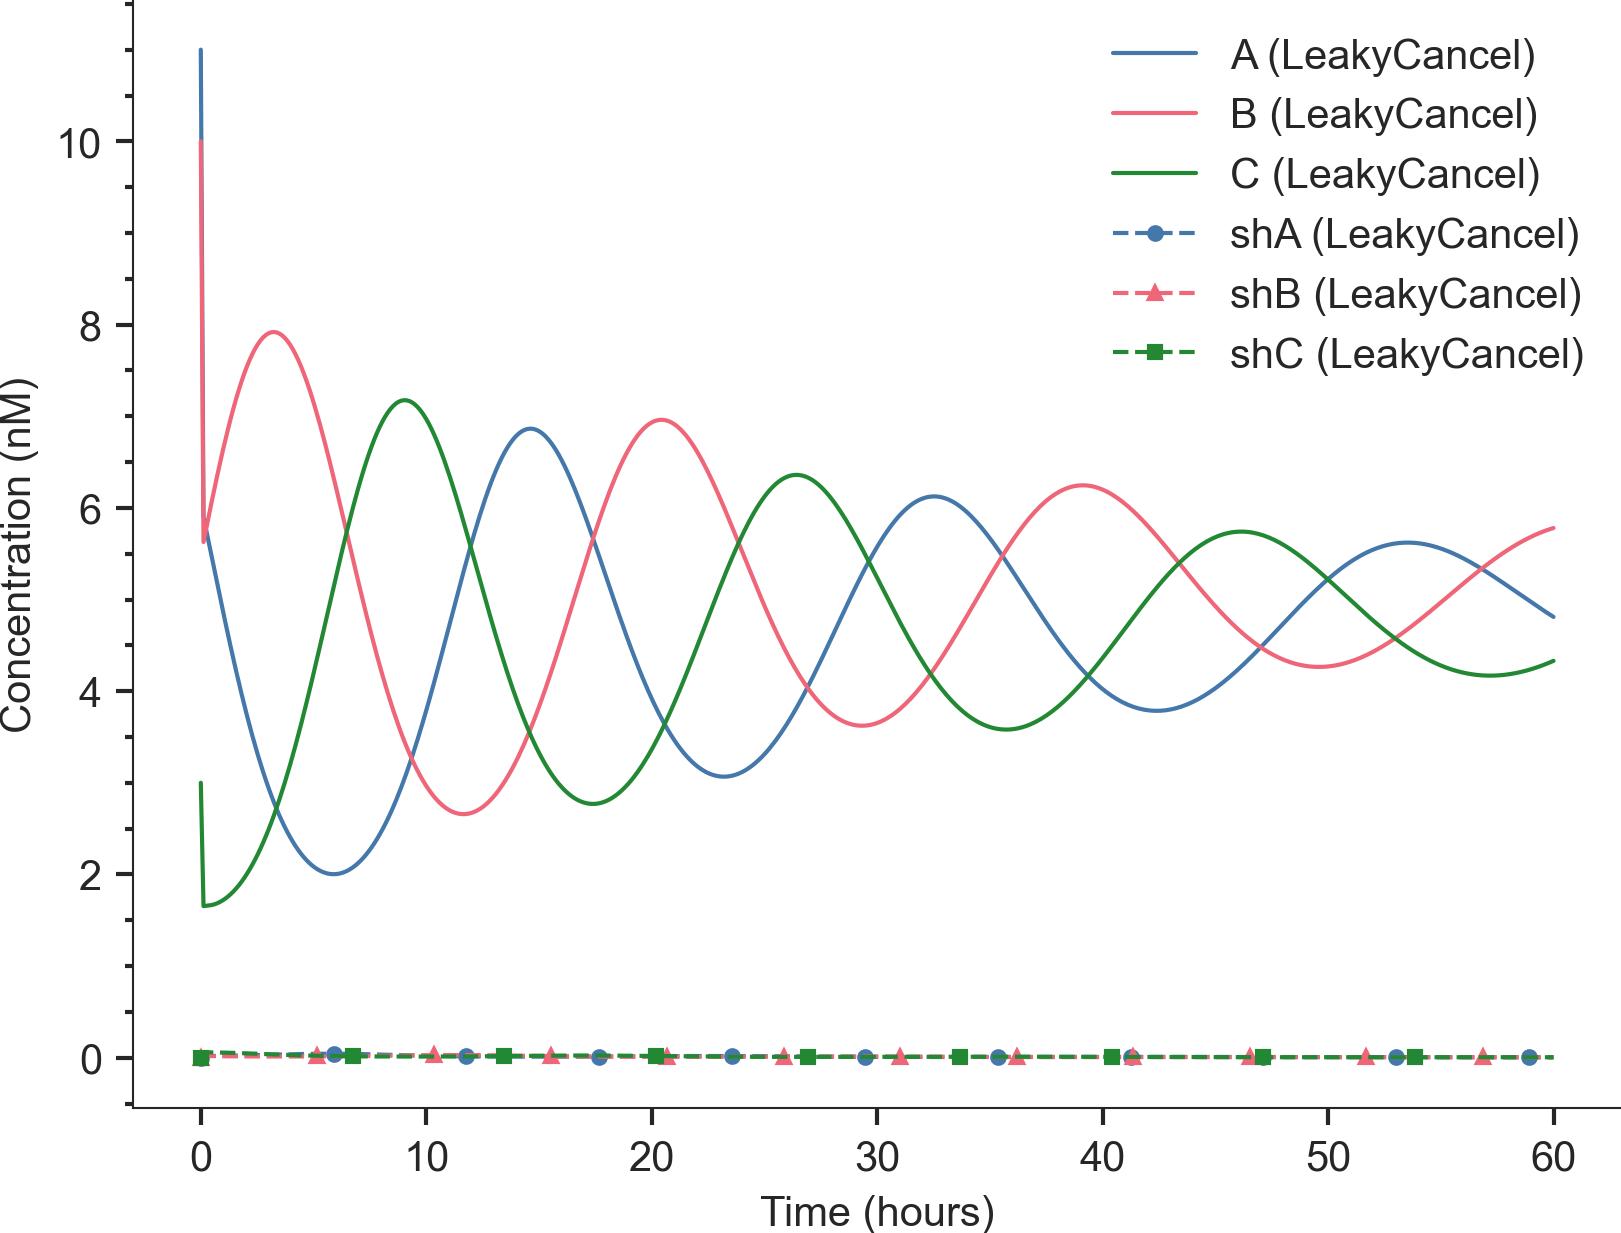 A (LeakyCancel)
B (LeakyCancel)
C (LeakyCancel)
shA (LeakyCancel)
shB (LeakyCancel)
shC (LeakyCancel)
Concentration (nM)
10
8
6
4
2
0
0 10 20 30 40 50 60
Time (hours)